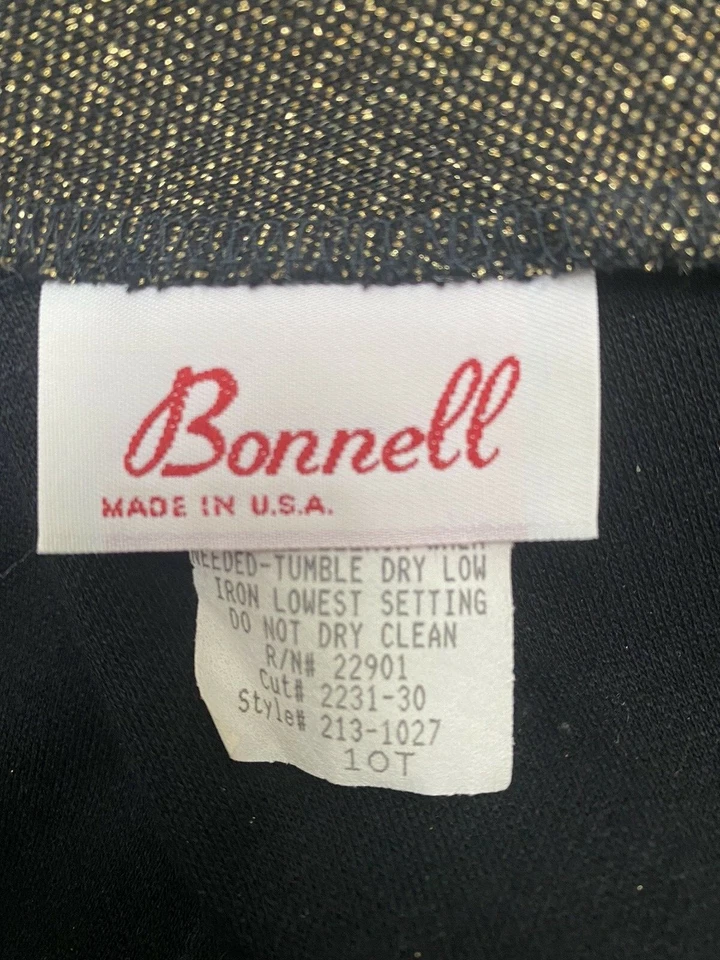 Bonnell
MADE IN U.S.A.
NEEDED-TUMBLE DRY LOW
IRON LOWEST SETTING
DO NOT DRY CLEAN
R/N# 22901
Cut# 2231-30
Style# 213-1027
10T